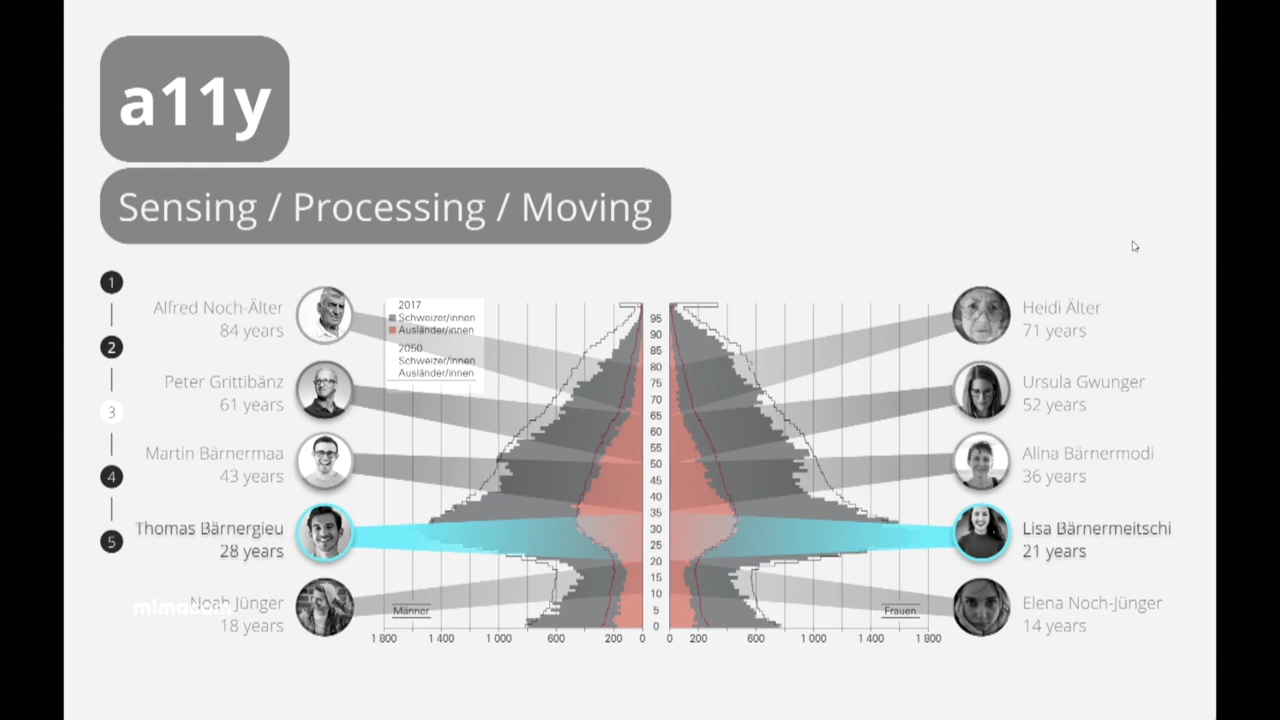 a11y
Sensing / Processing / Moving
1
2
3
4
5
Alfred Noch-Älter
84 years
Peter Grittibänz
61 years
Martin Bärnermaa
43 years
Thomas Bärnergieu
28 years
Noah Jünger
18 years
mimacom
2017
Schweizer/innen
Ausländer/innen
2050
Schweizer/innen
Ausländer/innen
Männer
1 800 1 400 1 000 600 200 0
95
90
85
80
75
70
65
60
55
50
45
40
35
30
25
20
15
10
5
0
Frauen
0 200 600 1 000 1 400 1 800
Heidi Älter
71 years
Ursula Gwunger
52 years
Alina Bärnermodi
36 years
Lisa Bärnermeitschi
21 years
Elena Noch-Jünger
14 years